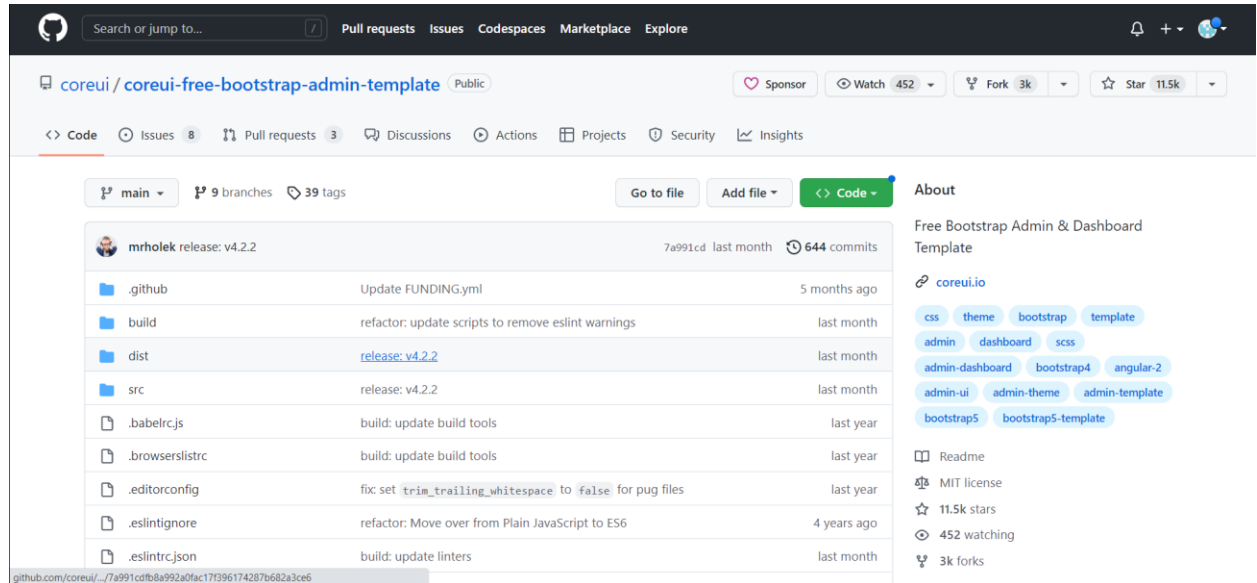 Search or jump to... / Pull requests Issues Codespaces Marketplace Explore
coreui / coreui-free-bootstrap-admin-template Public Sponsor Watch 452 Fork 3k Star 11.5k
Code Issues 8 Pull requests 3 Discussions Actions Projects Security Insights
main 9 branches 39 tags Go to file Add file Code
mrholek release: v4.2.2 7a991cd last month 644 commits
.github Update FUNDING.yml 5 months ago
build refactor: update scripts to remove eslint warnings last month
dist release: v4.2.2 last month
src release: v4.2.2 last month
.babelrc.js build: update build tools last year
.browserslistrc build: update build tools last year
.editorconfig fix: set trim_trailing_whitespace to false for pug files last year
.eslintignore refactor: Move over from Plain JavaScript to ES6 4 years ago
.eslintrc.json build: update linters last month
About
Free Bootstrap Admin & Dashboard
Template
coreui.io
css theme bootstrap template
admin dashboard scss
admin-dashboard bootstrap4 angular-2
admin-ui admin-theme admin-template
bootstrap5 bootstrap5-template
Readme
MIT license
11.5k stars
452 watching
3k forks
github.com/coreui/.../7a991cdfb8a992a0fac17f396174287b682a3ce6